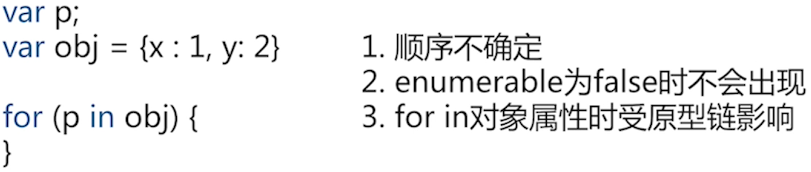 var p;
var obj = {x : 1, y: 2}
for (p in obj) {
}
1. 顺序不确定
2. enumerable为false时不会出现
3. for in对象属性时受原型链影响